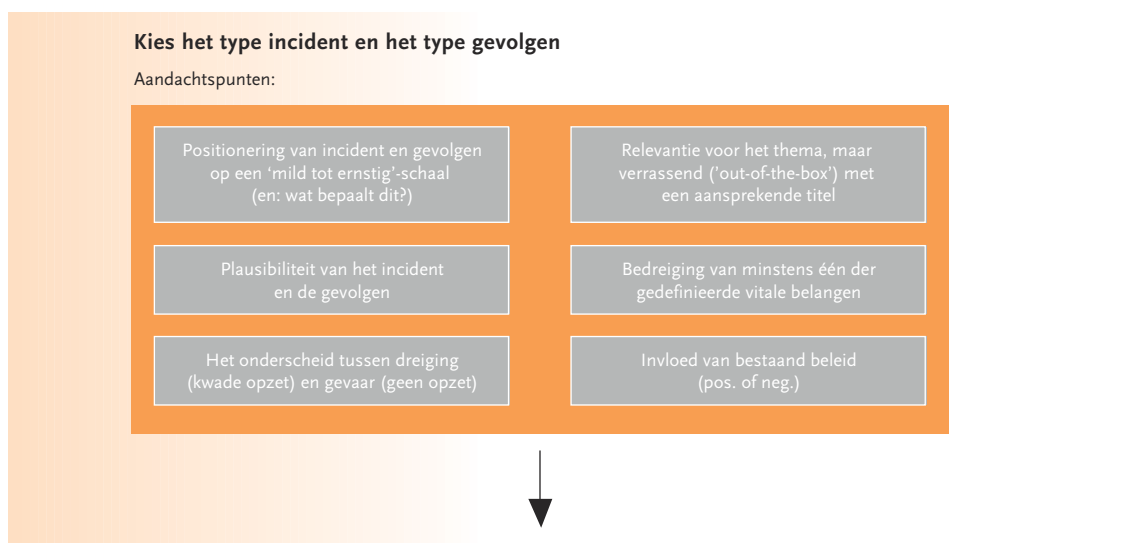 Kies het type incident en het type gevolgen
Aandachtspunten:
Positionering van incident en gevolgen
op een ‘mild tot ernstig’-schaal
(en: wat bepaalt dit?)
Relevantie voor het thema, maar
verrassend (’out-of-the-box’) met
een aansprekende titel
Plausibiliteit van het incident
en de gevolgen
Bedreiging van minstens één der
gedefinieerde vitale belangen
Het onderscheid tussen dreiging
(kwade opzet) en gevaar (geen opzet)
Invloed van bestaand beleid
(pos. of neg.)